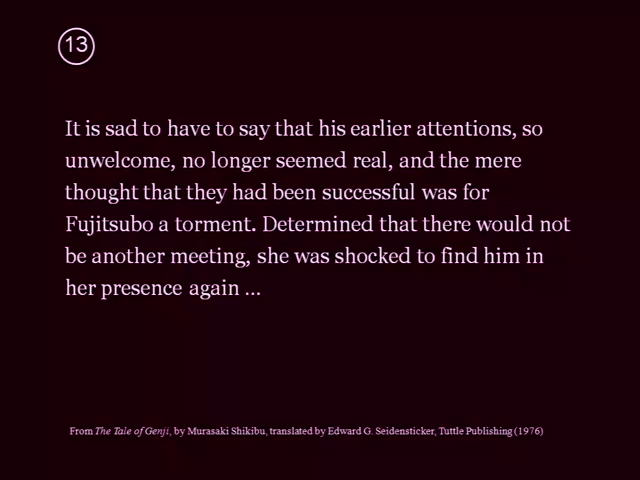 13
It is sad to have to say that his earlier attentions, so
unwelcome, no longer seemed real, and the mere
thought that they had been successful was for
Fujitsubo a torment. Determined that there would not
be another meeting, she was shocked to find him in
her presence again ...
From The Tale of Genji, by Murasaki Shikibu, translated by Edward G. Seidensticker, Tuttle Publishing (1976)